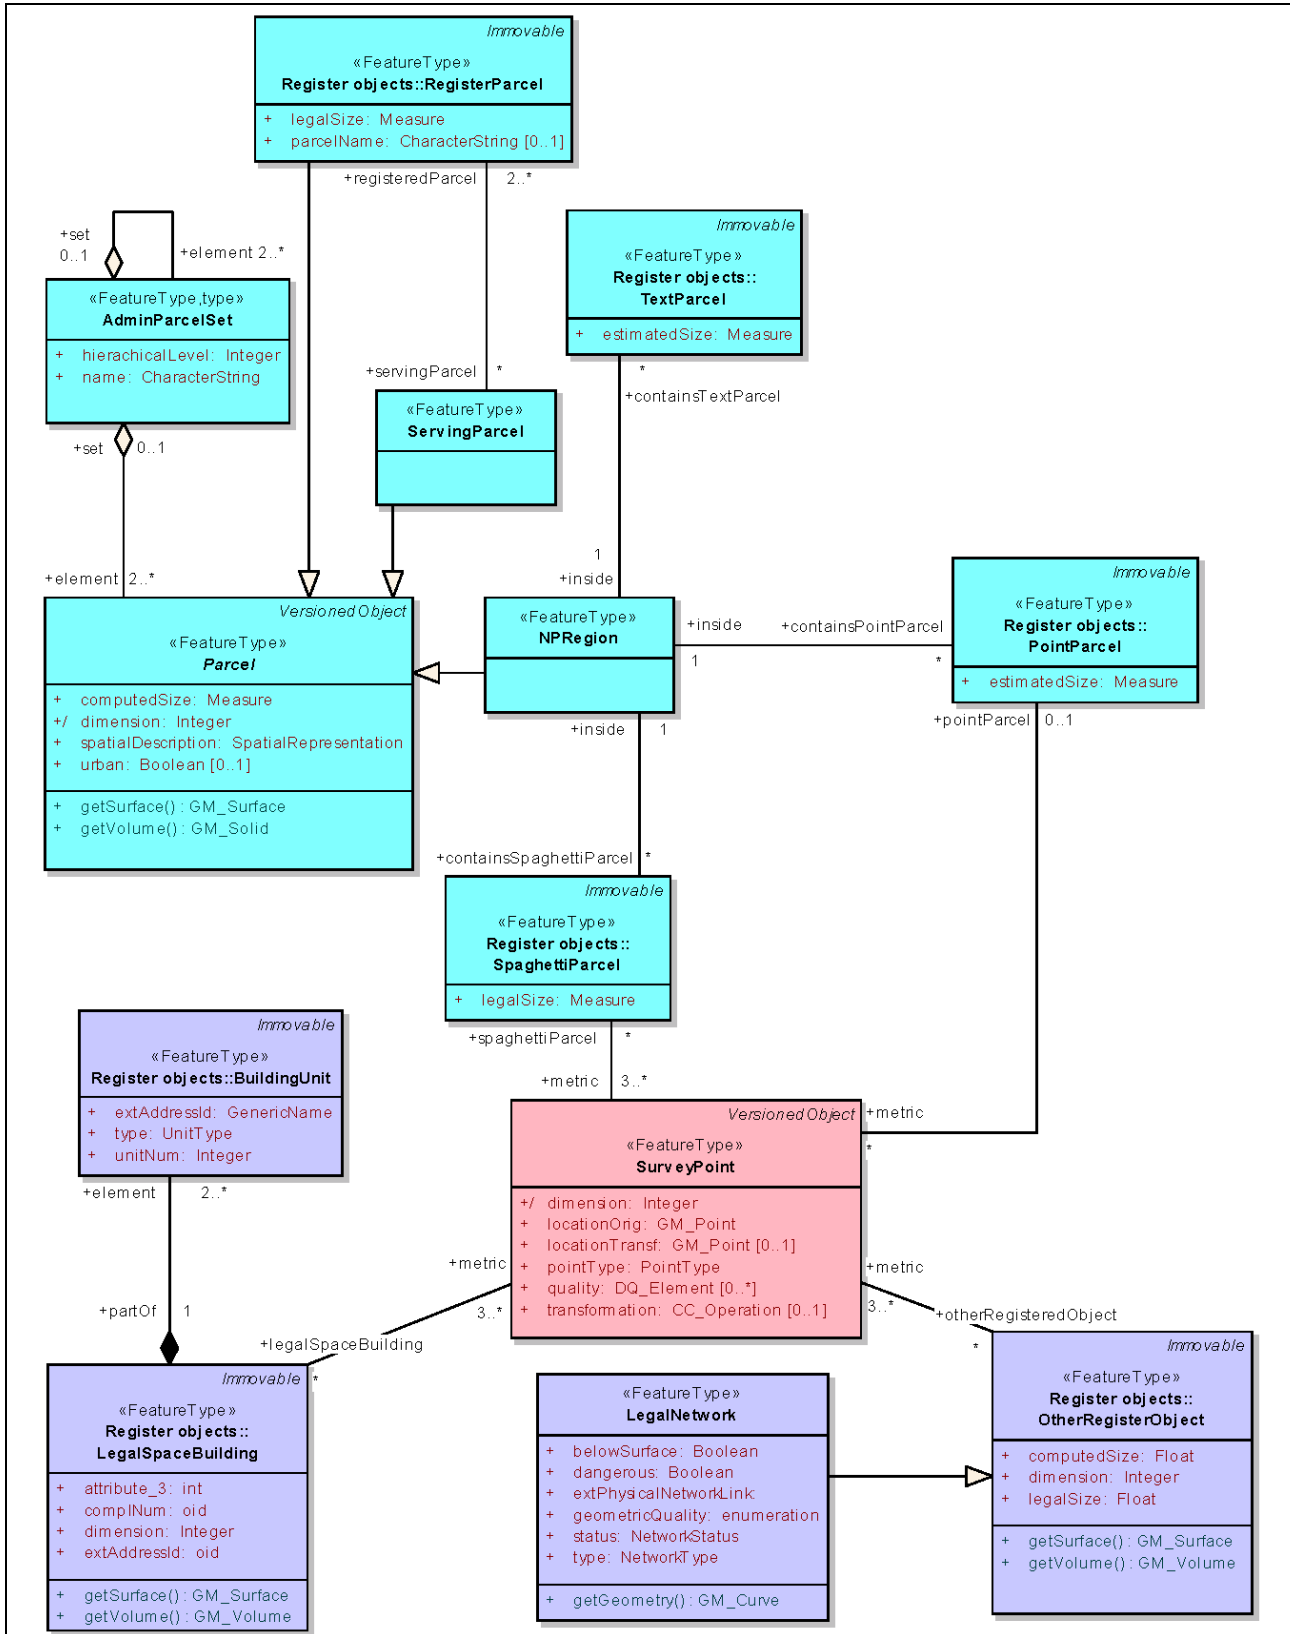 Immovable
«FeatureType»
Register objects::RegisterParcel
+ legalSize: Measure
+ parcelName: CharacterString [0..1]
+registeredParcel 2..*
+set
0..1
+element 2..*
«FeatureType,type»
AdminParcelSet
+ hierachicalLevel: Integer
+ name: CharacterString
+set 0..1
Immovable
«FeatureType»
Register objects::
TextParcel
+ estimatedSize: Measure
*
+containsTextParcel
+servingParcel *
«FeatureType»
ServingParcel
1
+inside
+element 2..*
VersionedObject
«FeatureType»
Parcel
+ computedSize: Measure
+/ dimension: Integer
+ spatialDescription: SpatialRepresentation
+ urban: Boolean [0..1]
+ getSurface() : GM_Surface
+ getVolume() : GM_Solid
«FeatureType»
NPRegion
+inside
1
+containsPointParcel
*
Immovable
«FeatureType»
Register objects::
PointParcel
+ estimatedSize: Measure
+pointParcel 0..1
+inside 1
+containsSpaghettiParcel *
Immovable
«FeatureType»
Register objects::
SpaghettiParcel
+ legalSize: Measure
+spaghettiParcel *
+metric 3..*
Immovable
«FeatureType»
Register objects::BuildingUnit
+ extAddressId: GenericName
+ type: UnitType
+ unitNum: Integer
+element 2..*
+partOf 1
VersionedObject
«FeatureType»
SurveyPoint
+/ dimension: Integer
+ locationOrig: GM_Point
+ locationTransf: GM_Point [0..1]
+ pointType: PointType
+ quality: DQ_Element [0..*]
+ transformation: CC_Operation [0..1]
+metric
*
+metric
3..*
+legalSpaceBuilding
*
+metric
3..*
+otherRegisteredObject
*
Immovable
«FeatureType»
Register objects::
LegalSpaceBuilding
+ attribute_3: int
+ complNum: oid
+ dimension: Integer
+ extAddressId: oid
+ getSurface() : GM_Surface
+ getVolume() : GM_Volume
«FeatureType»
LegalNetwork
+ belowSurface: Boolean
+ dangerous: Boolean
+ extPhysicalNetworkLink:
+ geometricQuality: enumeration
+ status: NetworkStatus
+ type: NetworkType
+ getGeometry() : GM_Curve
Immovable
«FeatureType»
Register objects::
OtherRegisterObject
+ computedSize: Float
+ dimension: Integer
+ legalSize: Float
+ getSurface() : GM_Surface
+ getVolume() : GM_Volume